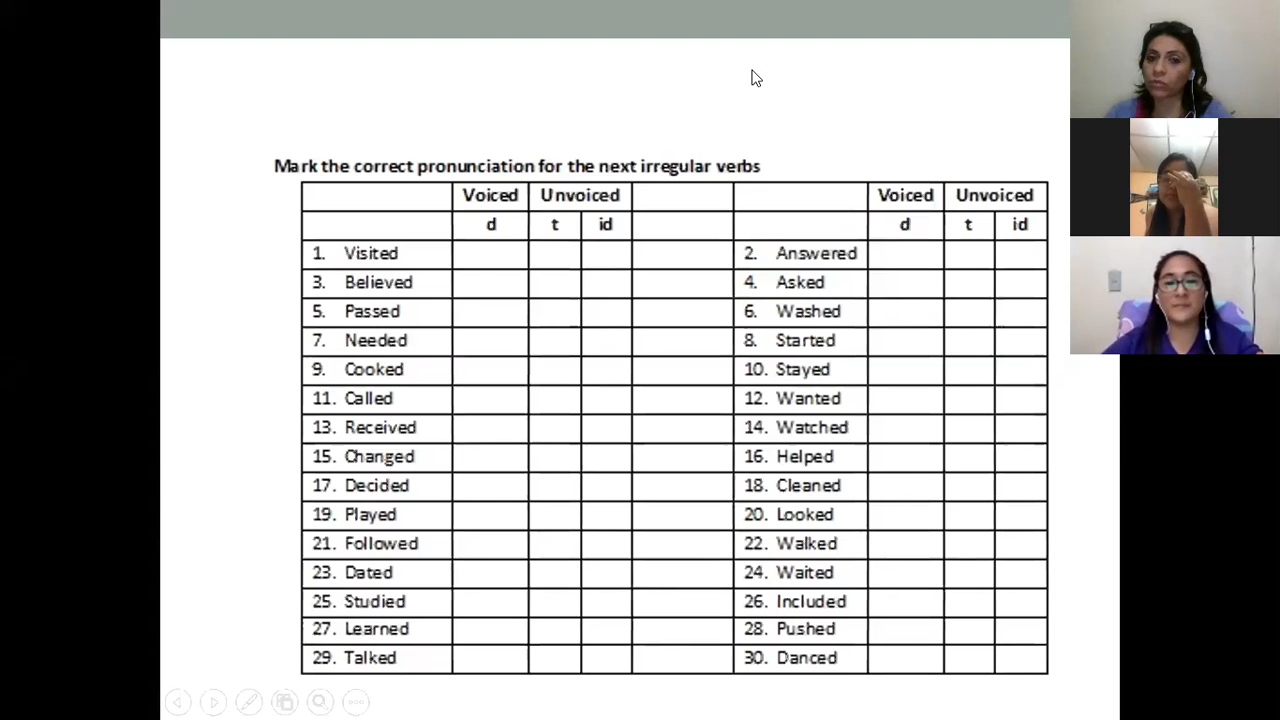 Mark the correct pronunciation for the next irregular verbs
Voiced Unvoiced Voiced Unvoiced
d t id d t id
1. Visited 2. Answered
3. Believed 4. Asked
5. Passed 6. Washed
7. Needed 8. Started
9. Cooked 10. Stayed
11. Called 12. Wanted
13. Received 14. Watched
15. Changed 16. Helped
17. Decided 18. Cleaned
19. Played 20. Looked
21. Followed 22. Walked
23. Dated 24. Waited
25. Studied 26. Included
27. Learned 28. Pushed
29. Talked 30. Danced